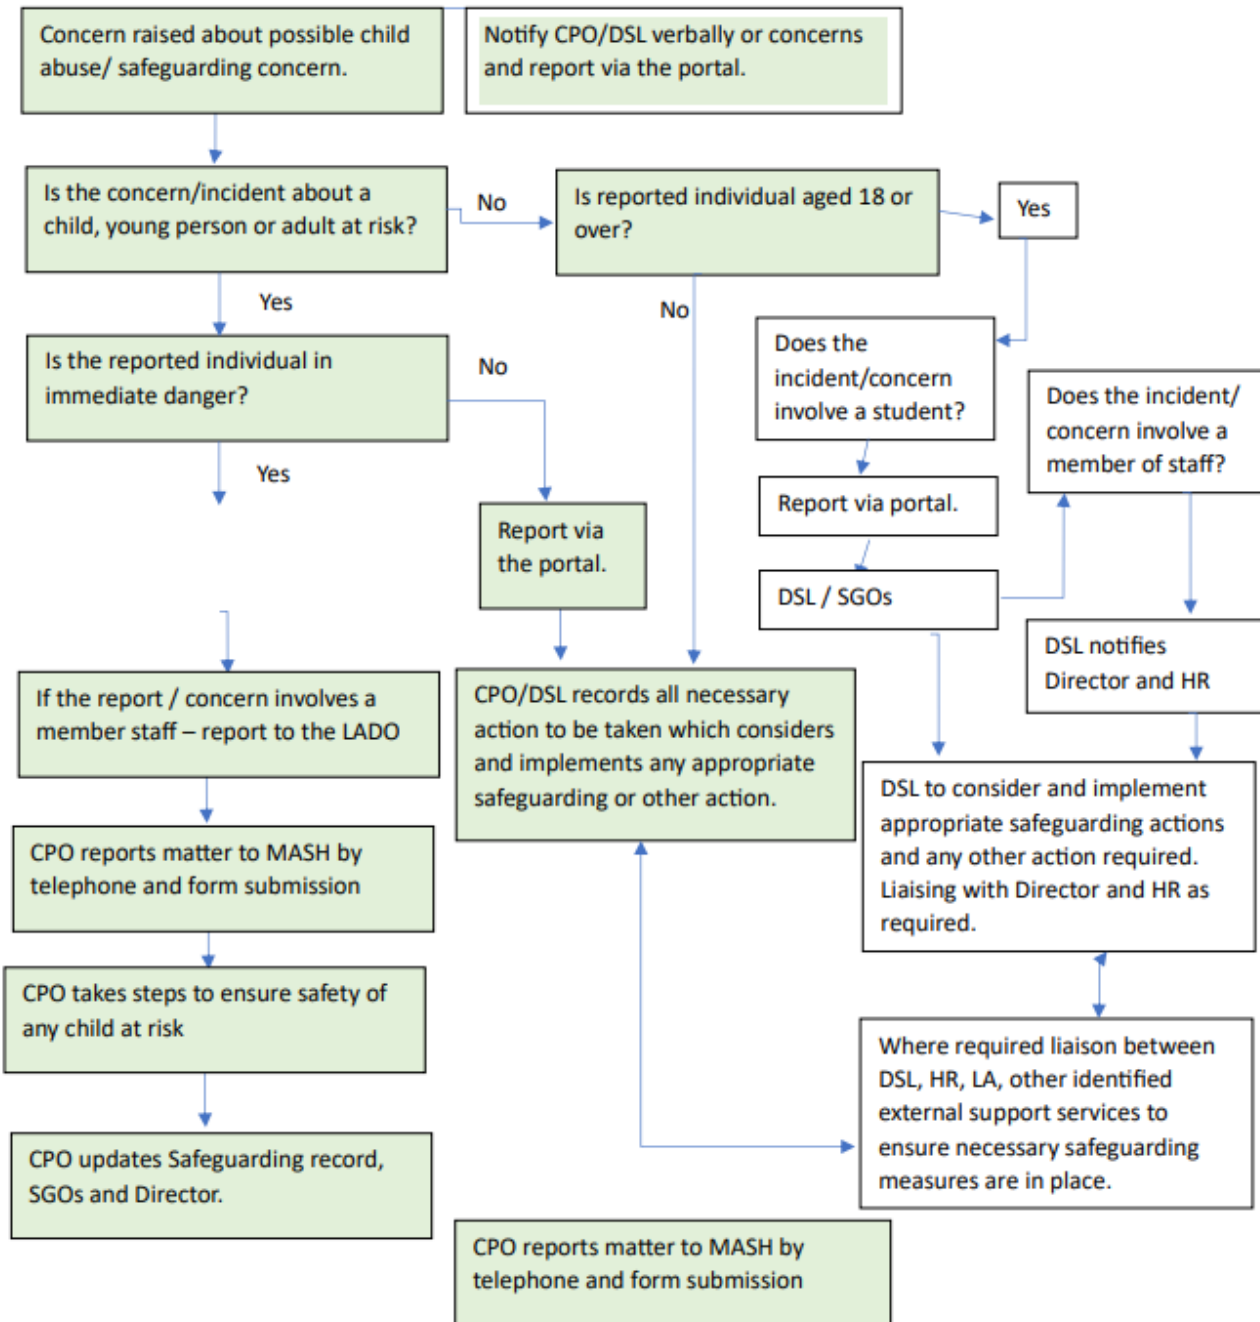 Concern raised about possible child
abuse/ safeguarding concern.
Notify CPO/DSL verbally or concerns
and report via the portal.
Is the concern/incident about a
child, young person or adult at risk?
No
Is reported individual aged 18 or
over?
Yes
Yes
No
Is the reported individual in
immediate danger?
No
Does the
incident/concern
involve a student?
Does the incident/
concern involve a
member of staff?
Yes
Report via
the portal.
Report via portal.
DSL / SGOs
DSL notifies
Director and HR
If the report / concern involves a
member staff – report to the LADO
CPO/DSL records all necessary
action to be taken which considers
and implements any appropriate
safeguarding or other action.
DSL to consider and implement
appropriate safeguarding actions
and any other action required.
Liaising with Director and HR as
required.
CPO reports matter to MASH by
telephone and form submission
CPO takes steps to ensure safety of
any child at risk
Where required liaison between
DSL, HR, LA, other identified
external support services to
ensure necessary safeguarding
measures are in place.
CPO updates Safeguarding record,
SGOs and Director.
CPO reports matter to MASH by
telephone and form submission